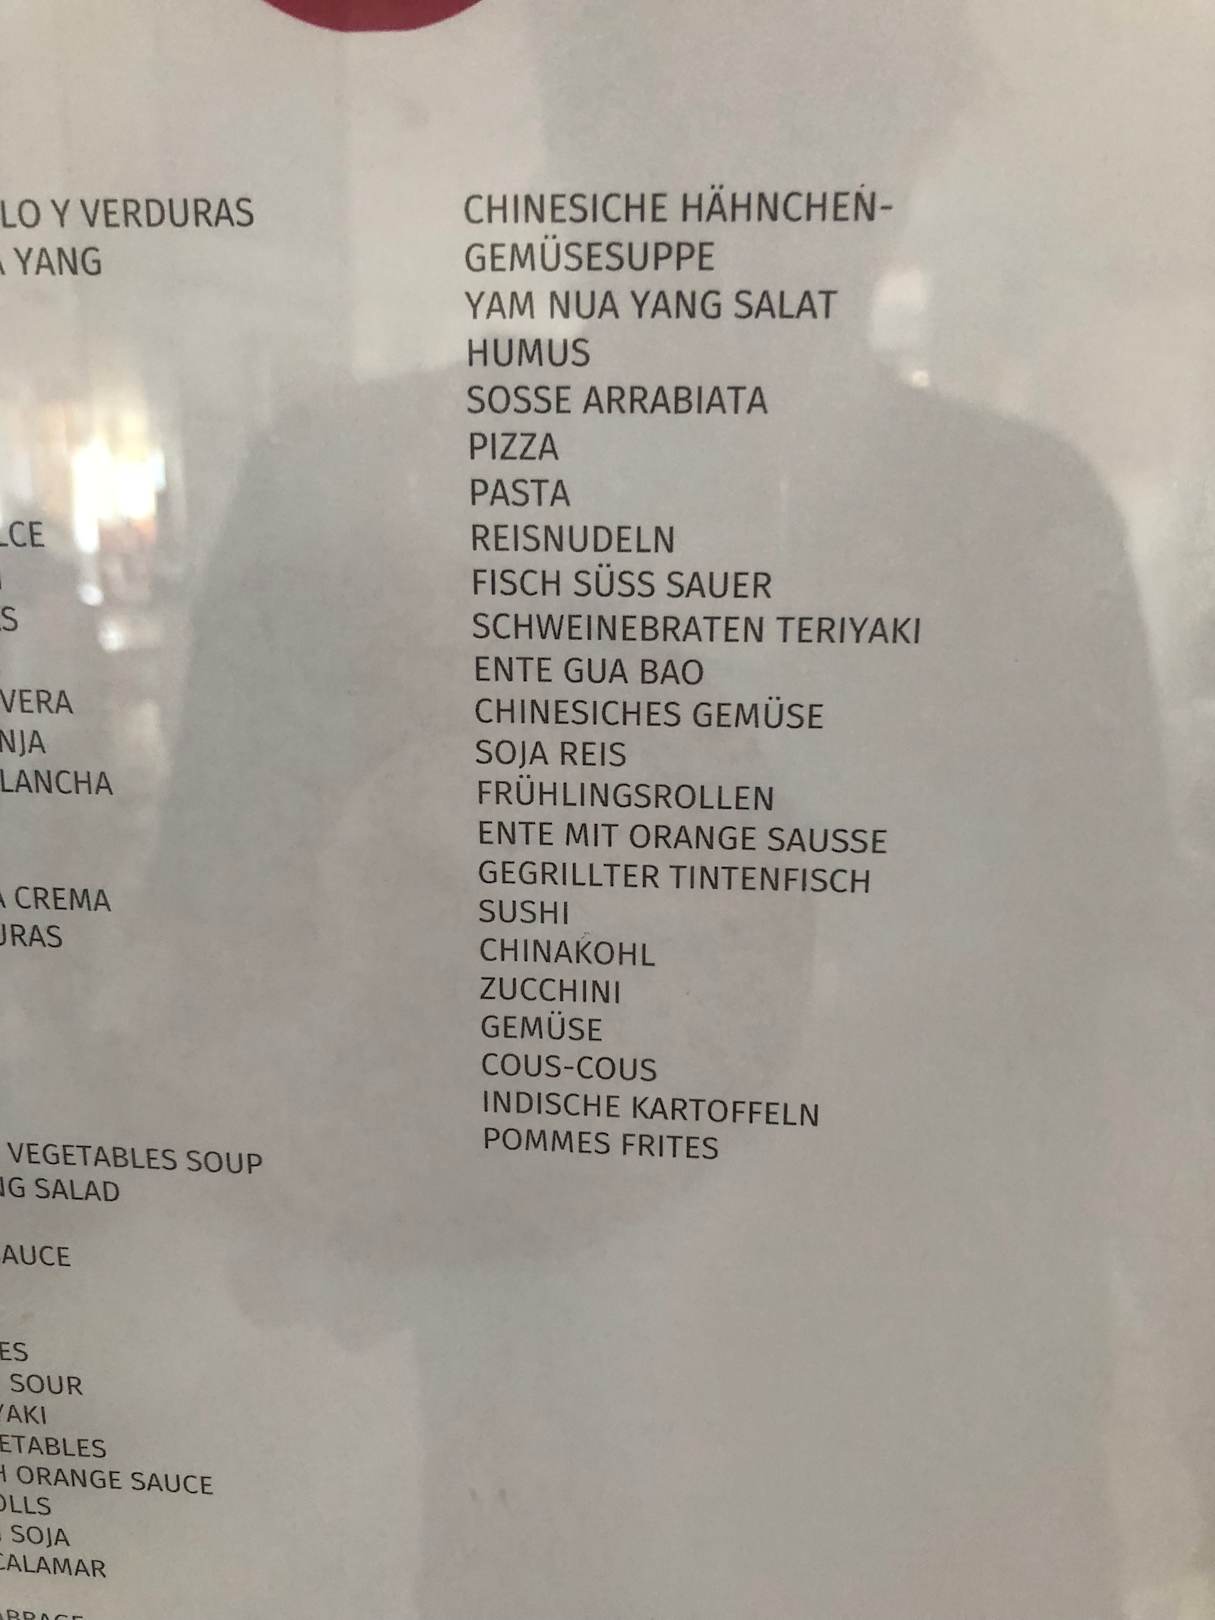 LO Y VERDURAS
YANG
LCE
S
VERA
NJA
LANCHA
CREMA
URAS
VEGETABLES SOUP
NG SALAD
AUCE
ES
SOUR
YAKI
ETABLES
H ORANGE SAUCE
OLLS
SOJA
CALAMAR
CHINESICHE HÄHNCHEN-
GEMÜSESUPPE
YAM NUA YANG SALAT
HUMUS
SOSSE ARRABIATA
PIZZA
PASTA
REISNUDELN
FISCH SÜSS SAUER
SCHWEINEBRATEN TERIYAKI
ENTE GUA BAO
CHINESICHES GEMÜSE
SOJA REIS
FRÜHLINGSROLLEN
ENTE MIT ORANGE SAUSSE
GEGRILLTER TINTENFISCH
SUSHI
CHINAKOHL
ZUCCHINI
GEMÜSE
COUS-COUS
INDISCHE KARTOFFELN
POMMES FRITES